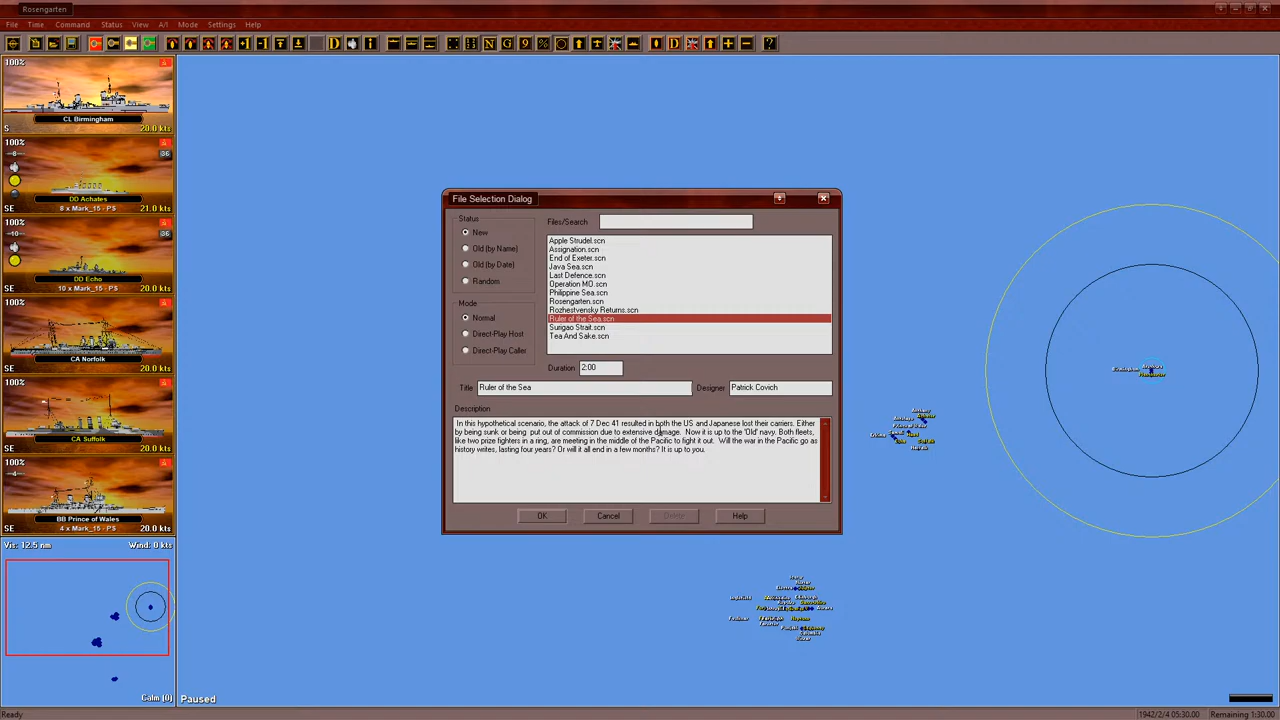 Rosengarten
File Time Command Status View A/I Mode Settings Help
100%
CL Birmingham
S 20.0 kts
100%
-8 36
DD Achates
8 x Mark_15 - PS
SE 21.0 kts
100%
-10 36
DD Echo
10 x Mark_15 - PS
SE 20.0 kts
100%
CA Norfolk
SE 20.0 kts
100%
CA Suffolk
SE 20.0 kts
100%
-4
BB Prince of Wales
4 x Mark_15 - PS
SE 20.0 kts
Vis: 12.5 nm Wind: 0 kts
Calm (0)
File Selection Dialog
Status
New
Old (by Name)
Old (by Date)
Random
Mode
Normal
Direct-Play Host
Direct-Play Caller
Files/Search
Apple Strudel.scn
Assignation.scn
End of Exeter.scn
Java Sea.scn
Last Defence.scn
Operation MO.scn
Philippine Sea.scn
Rosengarten.scn
Rozhestvensky Returns.scn
Ruler of the Sea.scn
Surigao Strait.scn
Tea And Sake.scn
Duration 2:00
Title Ruler of the Sea Designer Patrick Covich
Description
In this hypothetical scenario, the attack of 7 Dec 41 resulted in both the US and Japanese lost their carriers. Either
by being sunk or being put out of commission due to extensive damage. Now it is up to the 'Old' navy. Both fleets,
like two prize fighters in a ring, are meeting in the middle of the Pacific to fight it out. Will the war in the Pacific go as
history writes, lasting four years? Or will it all end in a few months? It is up to you.
OK Cancel Delete Help
Birmingham
Paused
Ready
1942/2/4 05:30.00 Remaining 1:30.00